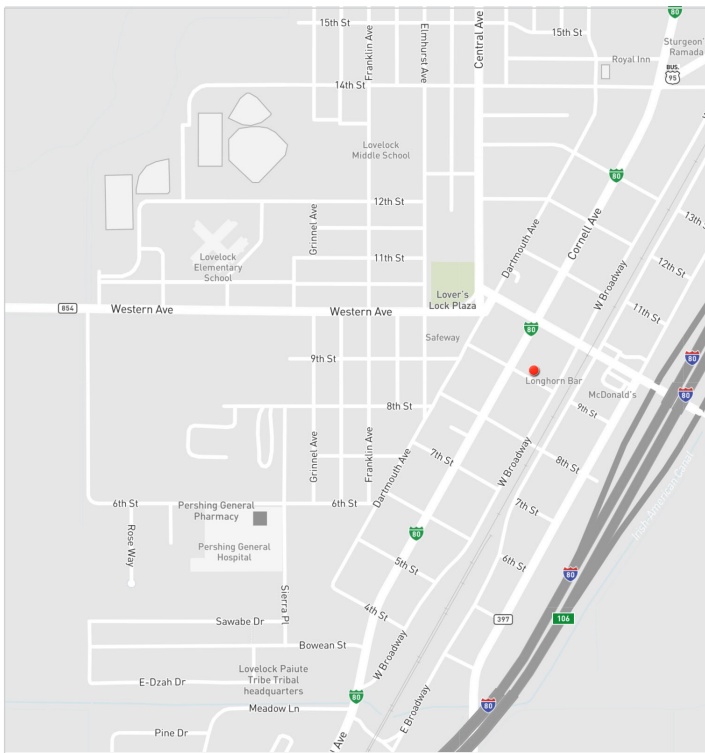 15th St
Franklin Ave
Elmhurst Ave
Central Ave
80
15th St
Sturgeon'
Ramada
Royal Inn
BUS.
95
14th St
Lovelock
Middle School
80
12th St
Grinnel Ave
Cornell Ave
Dartmouth Ave
W Broadway
13th
Lovelock
Elementary
School
11th St
12th St
Lover's
Lock Plaza
11th St
854
Western Ave
Western Ave
80
Safeway
9th St
80
Longhorn Bar
McDonald's
80
8th St
9th St
Grinnel Ave
Franklin Ave
7th St
Dartmouth Ave
W Broadway
8th St
Irish-American Canal
6th St
Pershing General
Pharmacy
6th St
7th St
Rose Way
Pershing General
Hospital
80
5th St
6th St
80
Sierra Pl
4th St
Sawabe Dr
397
106
Bowean St
W Broadway
Lovelock Paiute
Tribe Tribal
headquarters
E-Dzah Dr
80
E Broadway
80
Meadow Ln
Pine Dr
l Ave